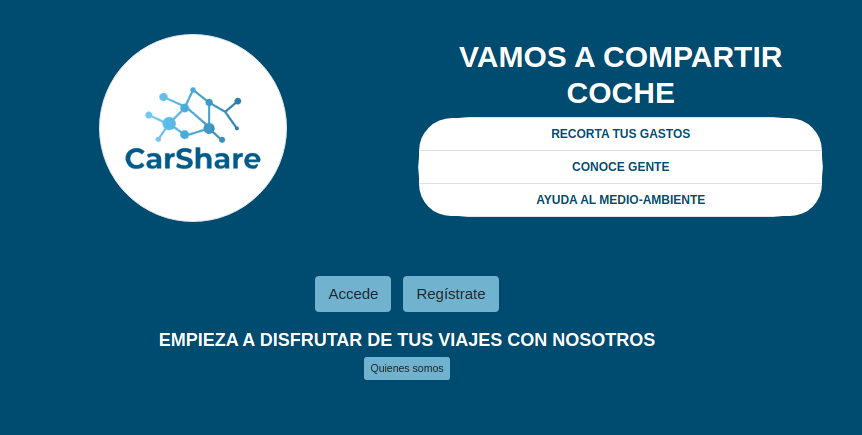 CarShare
VAMOS A COMPARTIR
COCHE
RECORTA TUS GASTOS
CONOCE GENTE
AYUDA AL MEDIO-AMBIENTE
Accede
Regístrate
EMPIEZA A DISFRUTAR DE TUS VIAJES CON NOSOTROS
Quienes somos